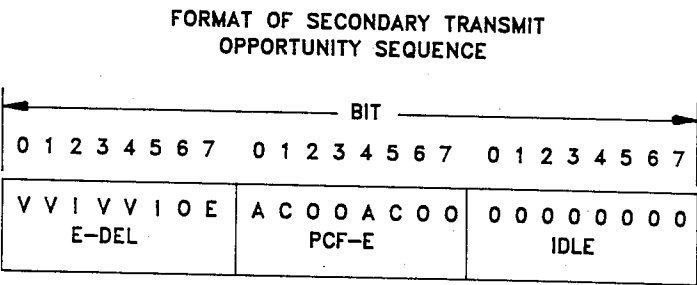 FORMAT OF SECONDARY TRANSMIT
OPPORTUNITY SEQUENCE
BIT
0 1 2 3 4 5 6 7 0 1 2 3 4 5 6 7 0 1 2 3 4 5 6 7
V V I V V I 0 E A C 0 0 A C 0 0 0 0 0 0 0 0 0 0
E-DEL PCF-E IDLE